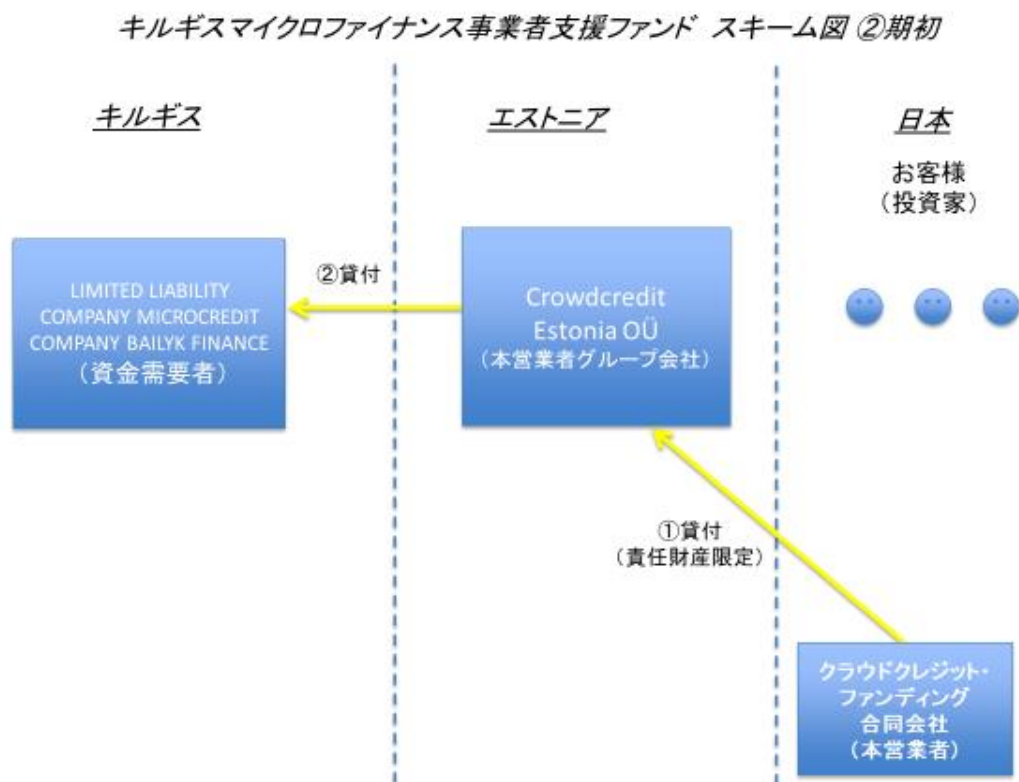 キルギスマイクロファイナンス事業者支援ファンド スキーム図 ②期初
キルギス
エストニア
日本
お客様
（投資家）
LIMITED LIABILITY
COMPANY MICROCREDIT
COMPANY BAILYK FINANCE
（資金需要者）
②貸付
Crowdcredit
Estonia OÜ
（本営業者グループ会社）
①貸付
（責任財産限定）
クラウドクレジット・
ファンディング
合同会社
（本営業者）